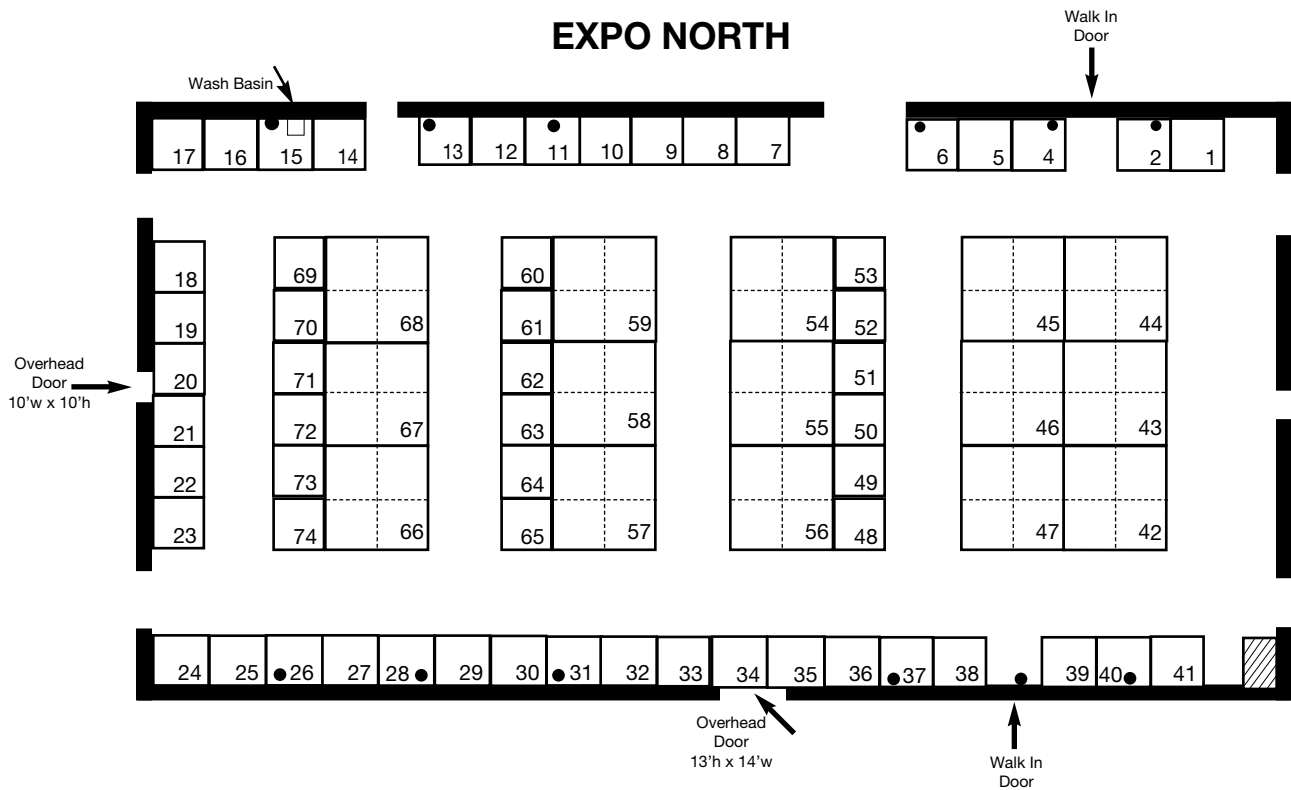 EXPO NORTH
Walk In
Door
Wash Basin
17 16 15 14 13 12 11 10 9 8 7 6 5 4 2 1
18 69 60 53
19 70 68 61 59 54 52 45 44
Overhead
Door
10'w x 10'h
20 71 62 51
21 72 67 63 58 55 50 46 43
22 73 64 49
23 74 66 65 57 56 48 47 42
24 25 26 27 28 29 30 31 32 33 34 35 36 37 38 39 40 41
Overhead
Door
13'h x 14'w
Walk In
Door